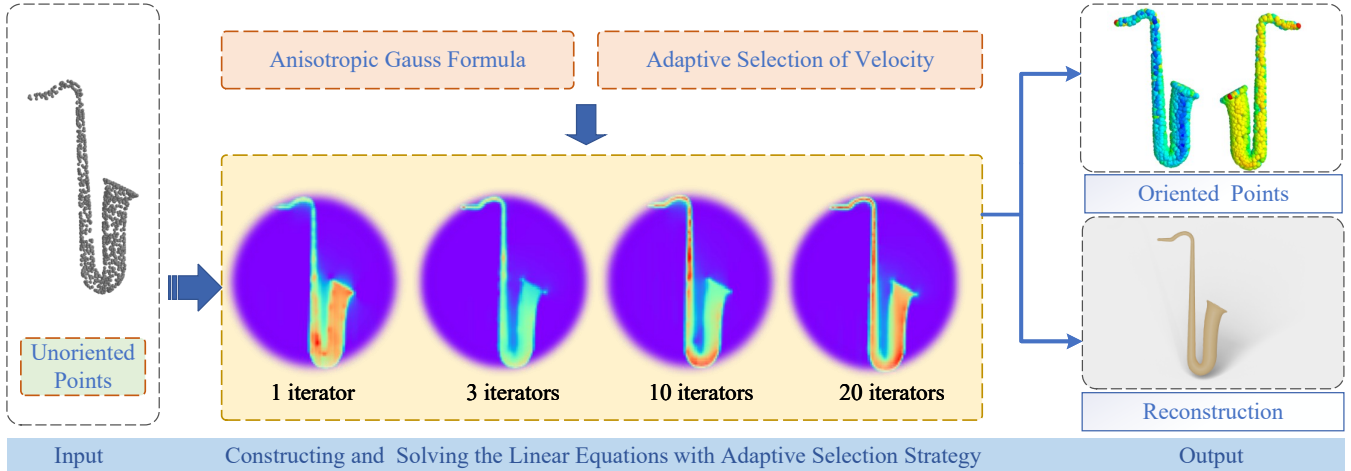 Anisotropic Gauss Formula
Adaptive Selection of Velocity
Unoriented
Points
1 iterator
3 iterators
10 iterators
20 iterators
Oriented Points
Reconstruction
Input
Constructing and Solving the Linear Equations with Adaptive Selection Strategy
Output